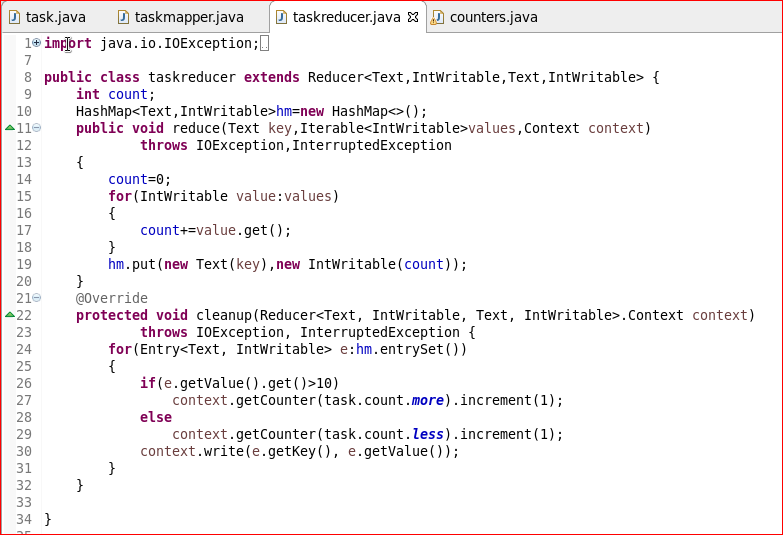 task.java taskmapper.java taskreducer.java counters.java
1 import java.io.IOException;
7
8 public class taskreducer extends Reducer<Text,IntWritable,Text,IntWritable> {
9     int count;
10     HashMap<Text,IntWritable>hm=new HashMap<>();
11     public void reduce(Text key,Iterable<IntWritable>values,Context context)
12             throws IOException,InterruptedException
13     {
14         count=0;
15         for(IntWritable value:values)
16         {
17             count+=value.get();
18         }
19         hm.put(new Text(key),new IntWritable(count));
20     }
21     @Override
22     protected void cleanup(Reducer<Text, IntWritable, Text, IntWritable>.Context context)
23             throws IOException, InterruptedException {
24         for(Entry<Text, IntWritable> e:hm.entrySet())
25         {
26             if(e.getValue().get()>10)
27                 context.getCounter(task.count.more).increment(1);
28             else
29                 context.getCounter(task.count.less).increment(1);
30             context.write(e.getKey(), e.getValue());
31         }
32     }
33
34 }